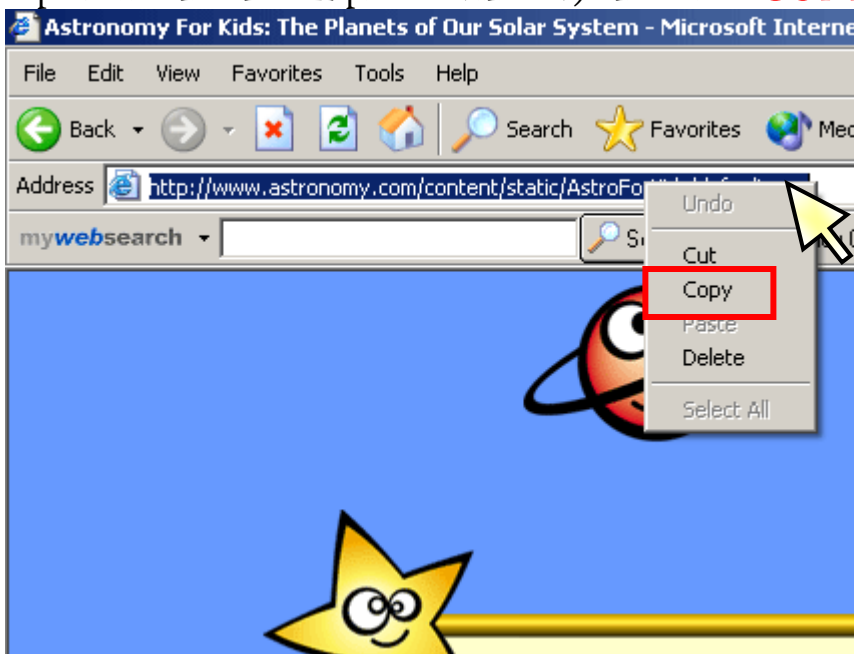 Astronomy For Kids: The Planets of Our Solar System - Microsoft Interne
File Edit View Favorites Tools Help
Back Search Favorites Med
Address http://www.astronomy.com/content/static/AstroFo
mywebsearch
Undo
Cut
Copy
Paste
Delete
Select All